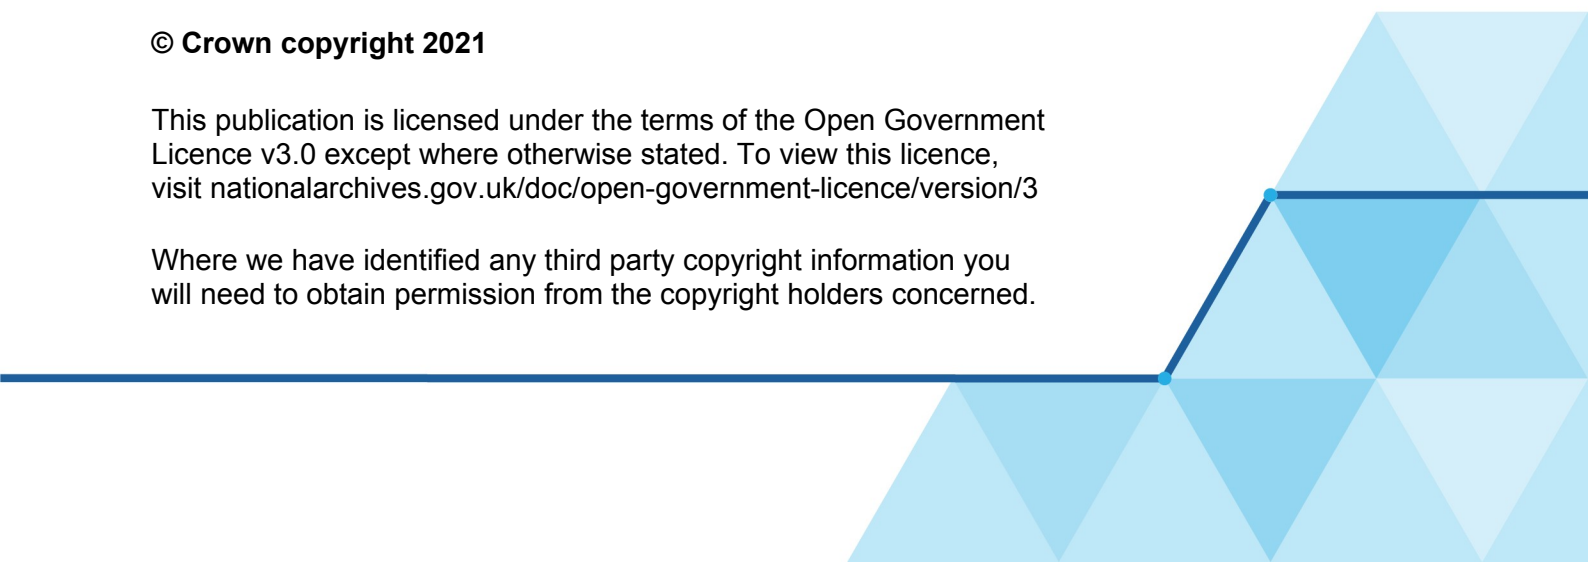 © Crown copyright 2021
This publication is licensed under the terms of the Open Government
Licence v3.0 except where otherwise stated. To view this licence,
visit nationalarchives.gov.uk/doc/open-government-licence/version/3
Where we have identified any third party copyright information you
will need to obtain permission from the copyright holders concerned.